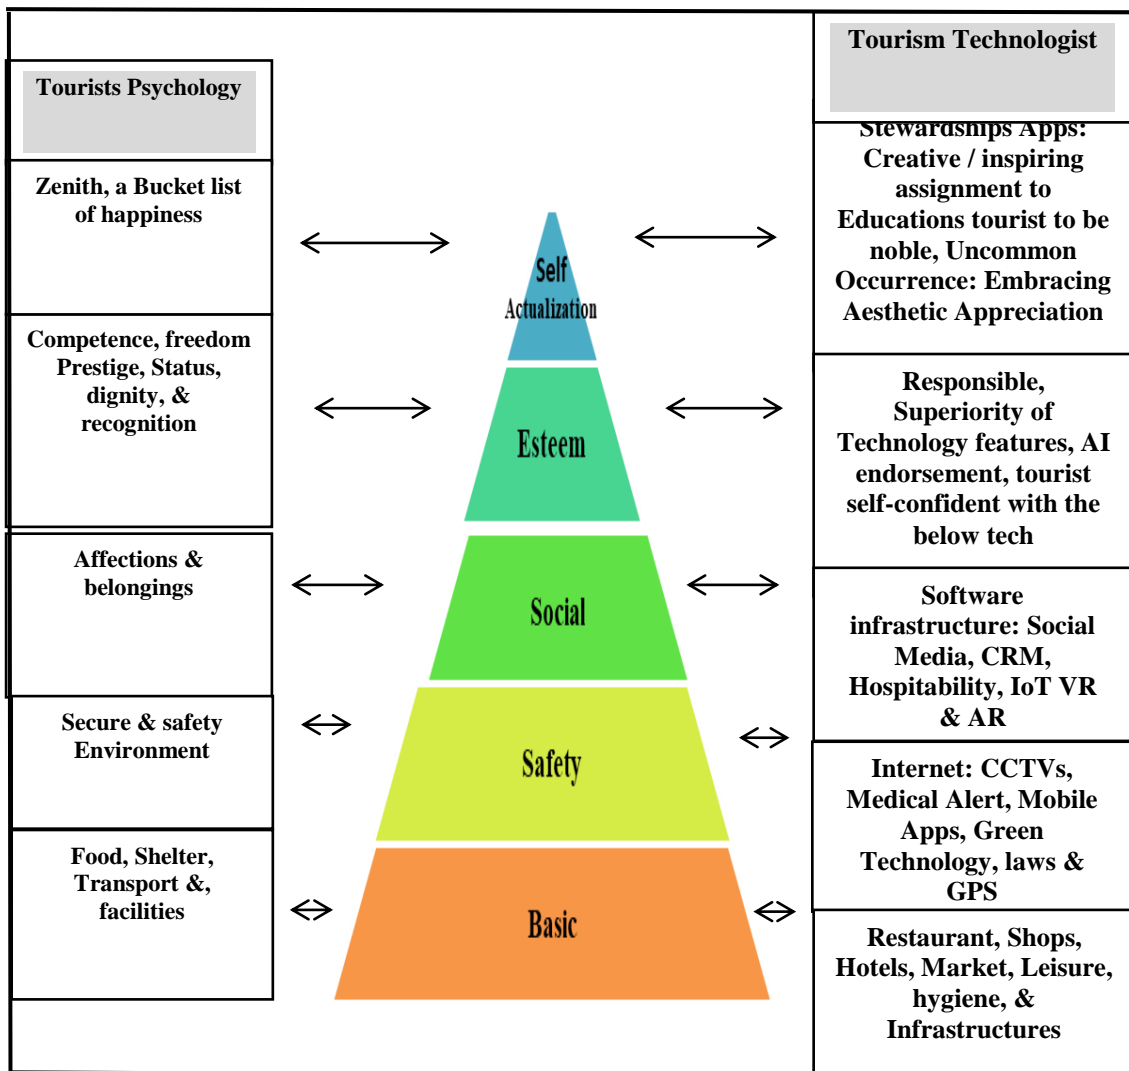 Tourists Psychology
Zenith, a Bucket list
of happiness
Competence, freedom
Prestige, Status,
dignity, &
recognition
Affections &
belongings
Secure & safety
Environment
Food, Shelter,
Transport &,
facilities
Self
Actualization
Esteem
Social
Safety
Basic
Tourism Technologist
Stewardships Apps:
Creative / inspiring
assignment to
Educations tourist to be
noble, Uncommon
Occurrence: Embracing
Aesthetic Appreciation
Responsible,
Superiority of
Technology features, AI
endorsement, tourist
self-confident with the
below tech
Software
infrastructure: Social
Media, CRM,
Hospitability, IoT VR
& AR
Internet: CCTVs,
Medical Alert, Mobile
Apps, Green
Technology, laws &
GPS
Restaurant, Shops,
Hotels, Market, Leisure,
hygiene, &
Infrastructures